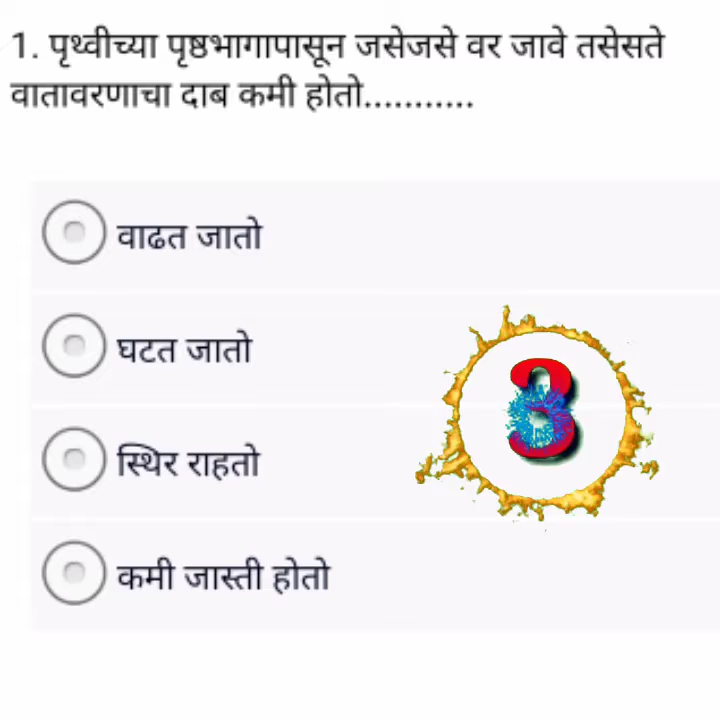 1. पृथ्वीच्या पृष्ठभागापासून जसेजसे वर जावे तसेसते
वातावरणाचा दाब कमी होतो...........
वाढत जातो
घटत जातो
3
स्थिर राहतो
कमी जास्ती होतो